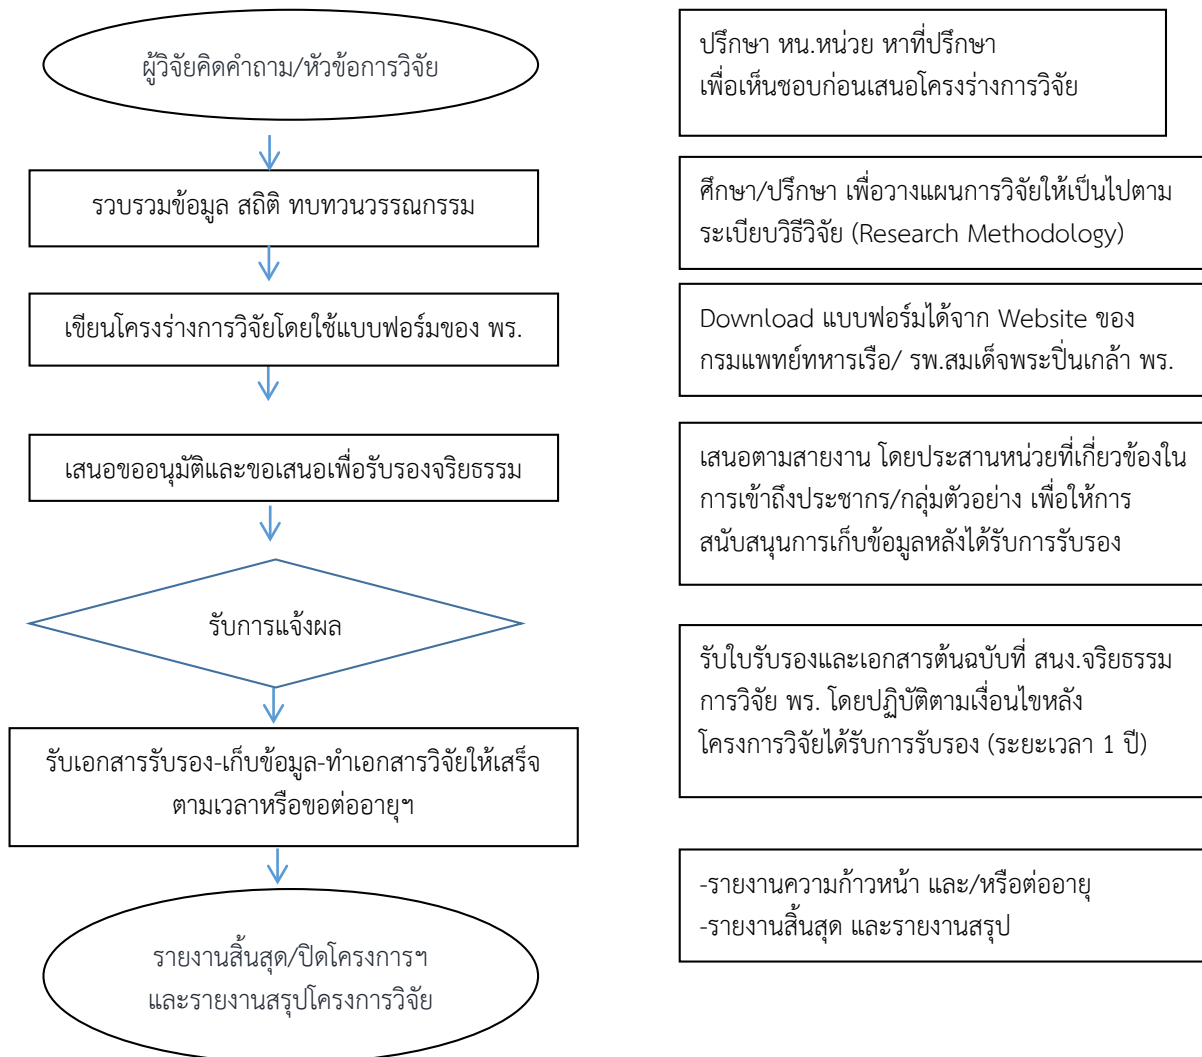 ผู้วิจัยคิดคำถาม/หัวข้อการวิจัย
ปรึกษา หน.หน่วย หาที่ปรึกษา
เพื่อเห็นชอบก่อนเสนอโครงร่างการวิจัย
รวบรวมข้อมูล สถิติ ทบทวนวรรณกรรม
ศึกษา/ปรึกษา เพื่อวางแผนการวิจัยให้เป็นไปตาม
ระเบียบวิธีวิจัย (Research Methodology)
เขียนโครงร่างการวิจัยโดยใช้แบบฟอร์มของ พร.
Download แบบฟอร์มได้จาก Website ของ
กรมแพทย์ทหารเรือ/ รพ.สมเด็จพระปิ่นเกล้า พร.
เสนอขออนุมัติและขอเสนอเพื่อรับรองจริยธรรม
เสนอตามสายงาน โดยประสานหน่วยที่เกี่ยวข้องใน
การเข้าถึงประชากร/กลุ่มตัวอย่าง เพื่อให้การ
สนับสนุนการเก็บข้อมูลหลังได้รับการรับรอง
รับการแจ้งผล
รับใบรับรองและเอกสารต้นฉบับที่ สนง.จริยธรรม
การวิจัย พร. โดยปฏิบัติตามเงื่อนไขหลัง
โครงการวิจัยได้รับการรับรอง (ระยะเวลา 1 ปี)
รับเอกสารรับรอง-เก็บข้อมูล-ทำเอกสารวิจัยให้เสร็จ
ตามเวลาหรือขอต่ออายุฯ
-รายงานความก้าวหน้า และ/หรือต่ออายุ
-รายงานสิ้นสุด และรายงานสรุป
รายงานสิ้นสุด/ปิดโครงการฯ
และรายงานสรุปโครงการวิจัย